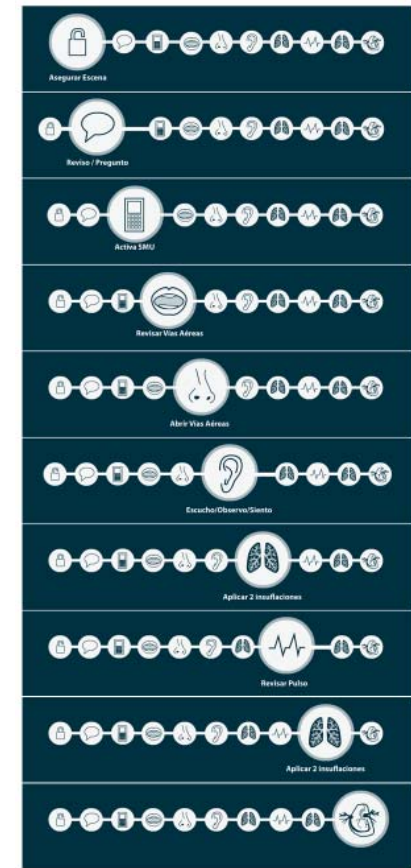 Asegurar Escena
Reviso / Pregunto
Activa SMU
Revisar Vías Aéreas
Abrir Vías Aéreas
Escucho/Observo/Siento
Aplicar 2 insuflaciones
Revisar Pulso
Aplicar 2 insuflaciones